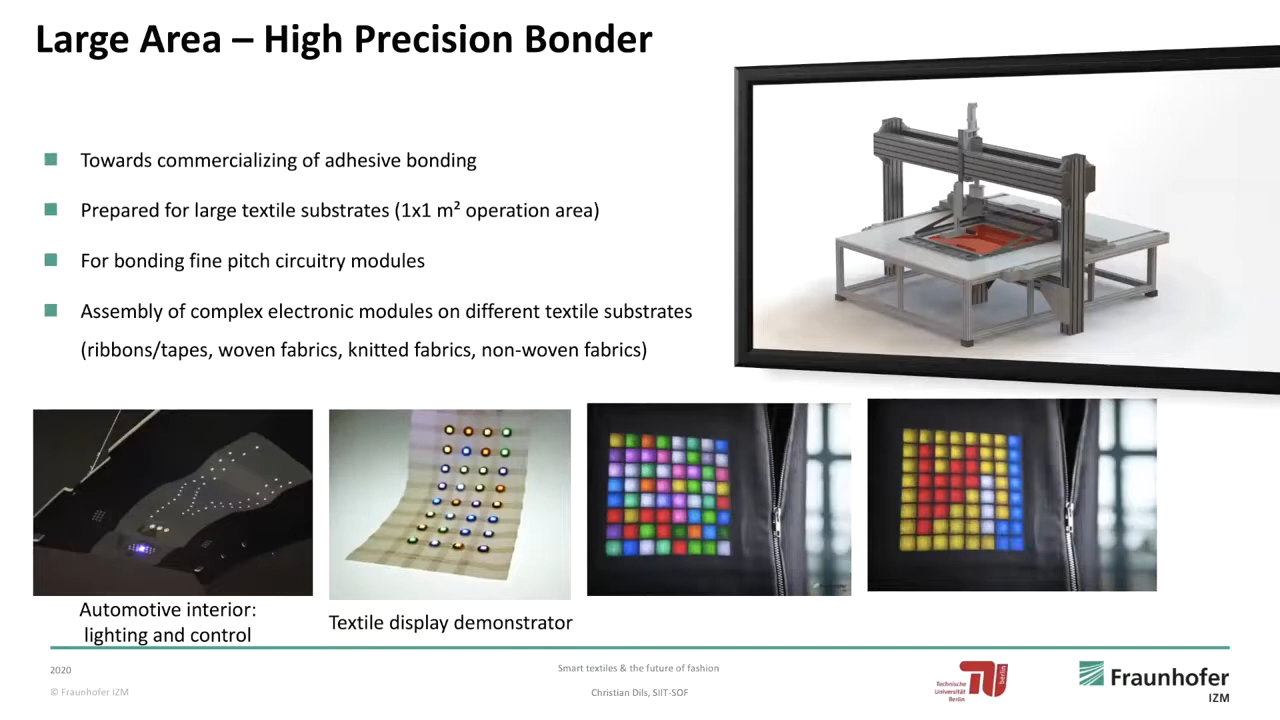 Large Area – High Precision Bonder
Towards commercializing of adhesive bonding
Prepared for large textile substrates (1x1 m² operation area)
For bonding fine pitch circuitry modules
Assembly of complex electronic modules on different textile substrates
(ribbons/tapes, woven fabrics, knitted fabrics, non-woven fabrics)
Automotive interior:
lighting and control
Textile display demonstrator
2020
Smart textiles & the future of fashion
© Fraunhofer IZM
Christian Dils, SIIT-SOF
Technische
Universität
Berlin
berlin
Fraunhofer
IZM